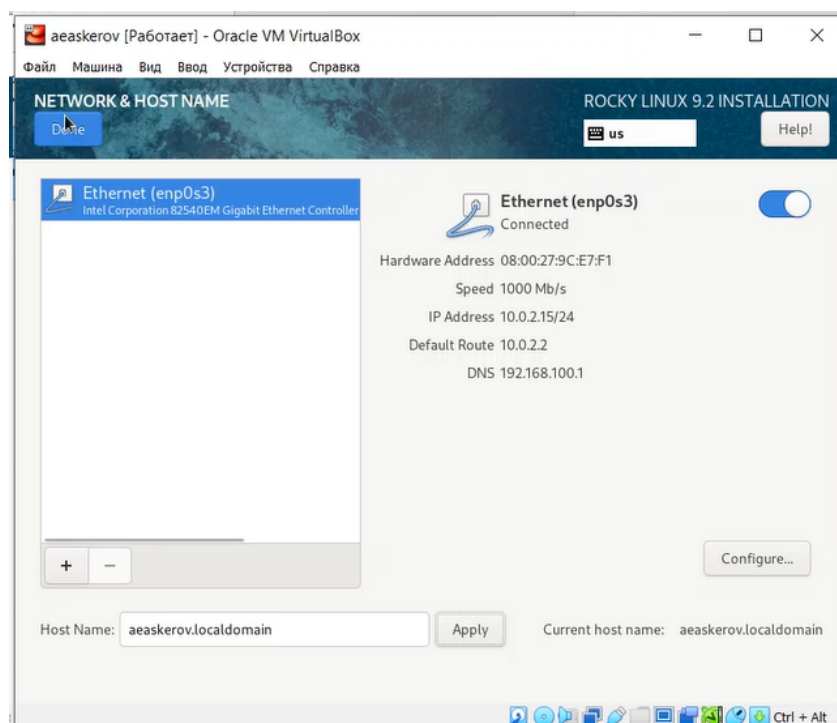 aeaskerov [Работает] - Oracle VM VirtualBox
Файл Машина Вид Ввод Устройства Справка
NETWORK & HOST NAME
ROCKY LINUX 9.2 INSTALLATION
Done
us
Help!
Ethernet (enp0s3)
Intel Corporation 82540EM Gigabit Ethernet Controller
Ethernet (enp0s3)
Connected
Hardware Address 08:00:27:9C:E7:F1
Speed 1000 Mb/s
IP Address 10.0.2.15/24
Default Route 10.0.2.2
DNS 192.168.100.1
+ −
Configure...
Host Name: aeaskerov.localdomain
Apply
Current host name: aeaskerov.localdomain
Ctrl + Alt